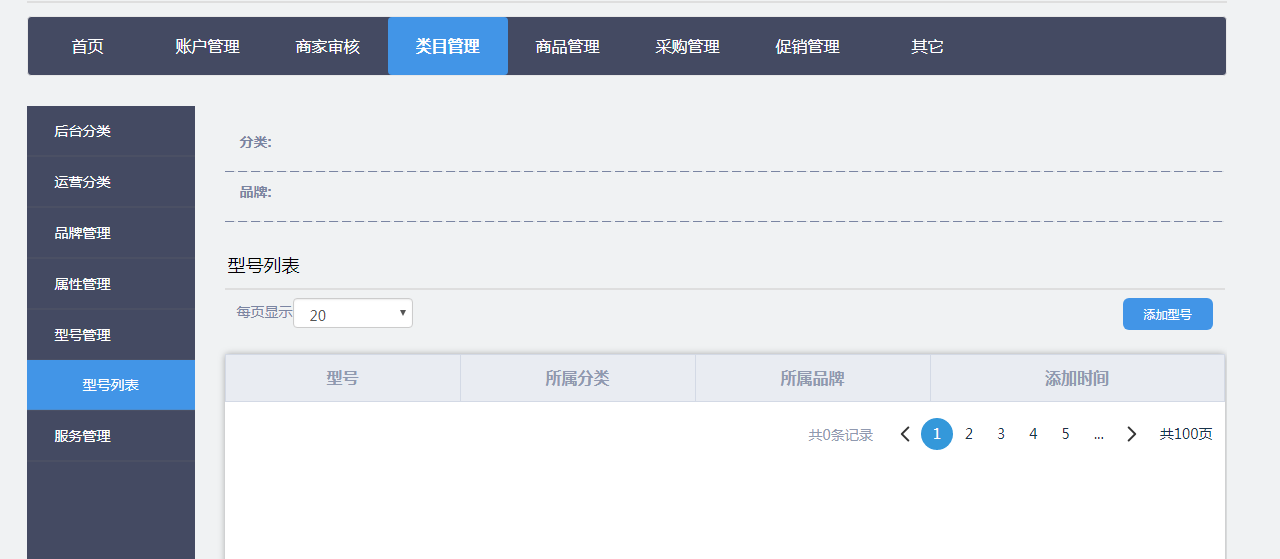 首页 账户管理 商家审核 类目管理 商品管理 采购管理 促销管理 其它
后台分类
运营分类
品牌管理
属性管理
型号管理
型号列表
服务管理
分类:
品牌:
型号列表
每页显示 20 添加型号
型号 所属分类 所属品牌 添加时间
共0条记录 1 2 3 4 5 ... 共100页